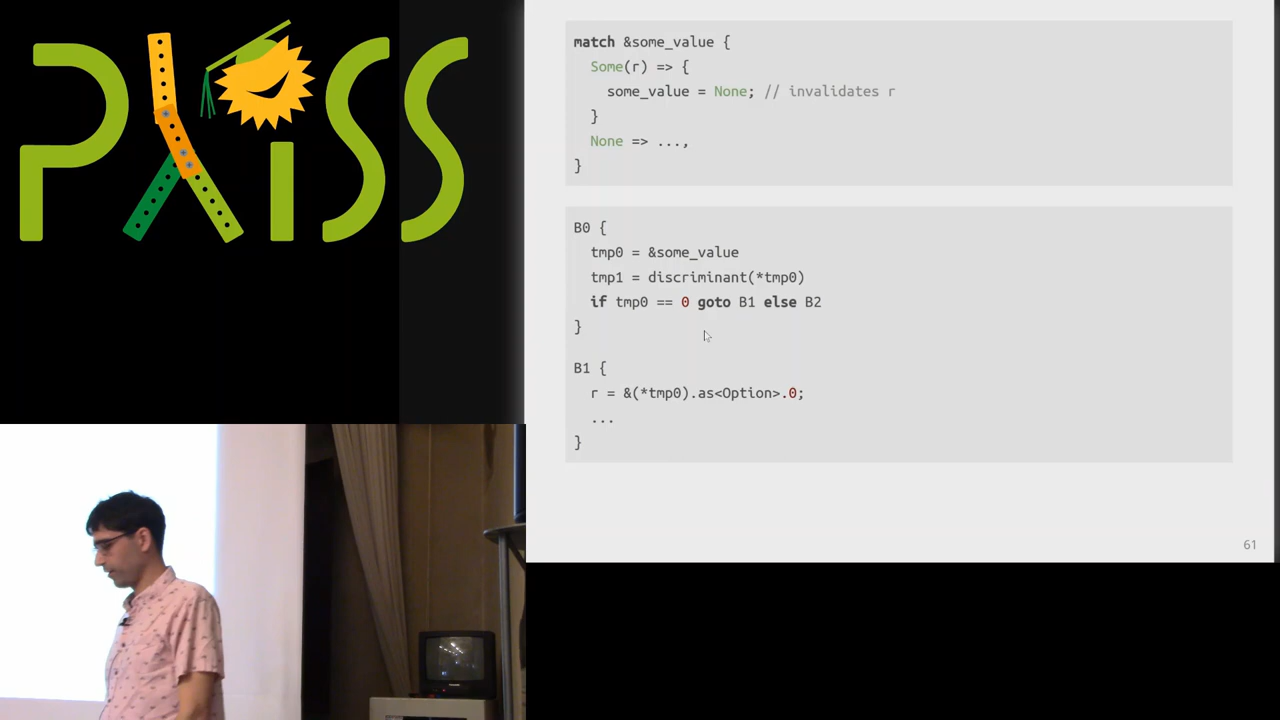 PLISS
match &some_value {
  Some(r) => {
    some_value = None; // invalidates r
  }
  None => ...,
}
B0 {
  tmp0 = &some_value
  tmp1 = discriminant(*tmp0)
  if tmp0 == 0 goto B1 else B2
}
B1 {
  r = &(*tmp0).as<Option>.0;
  ...
}
61